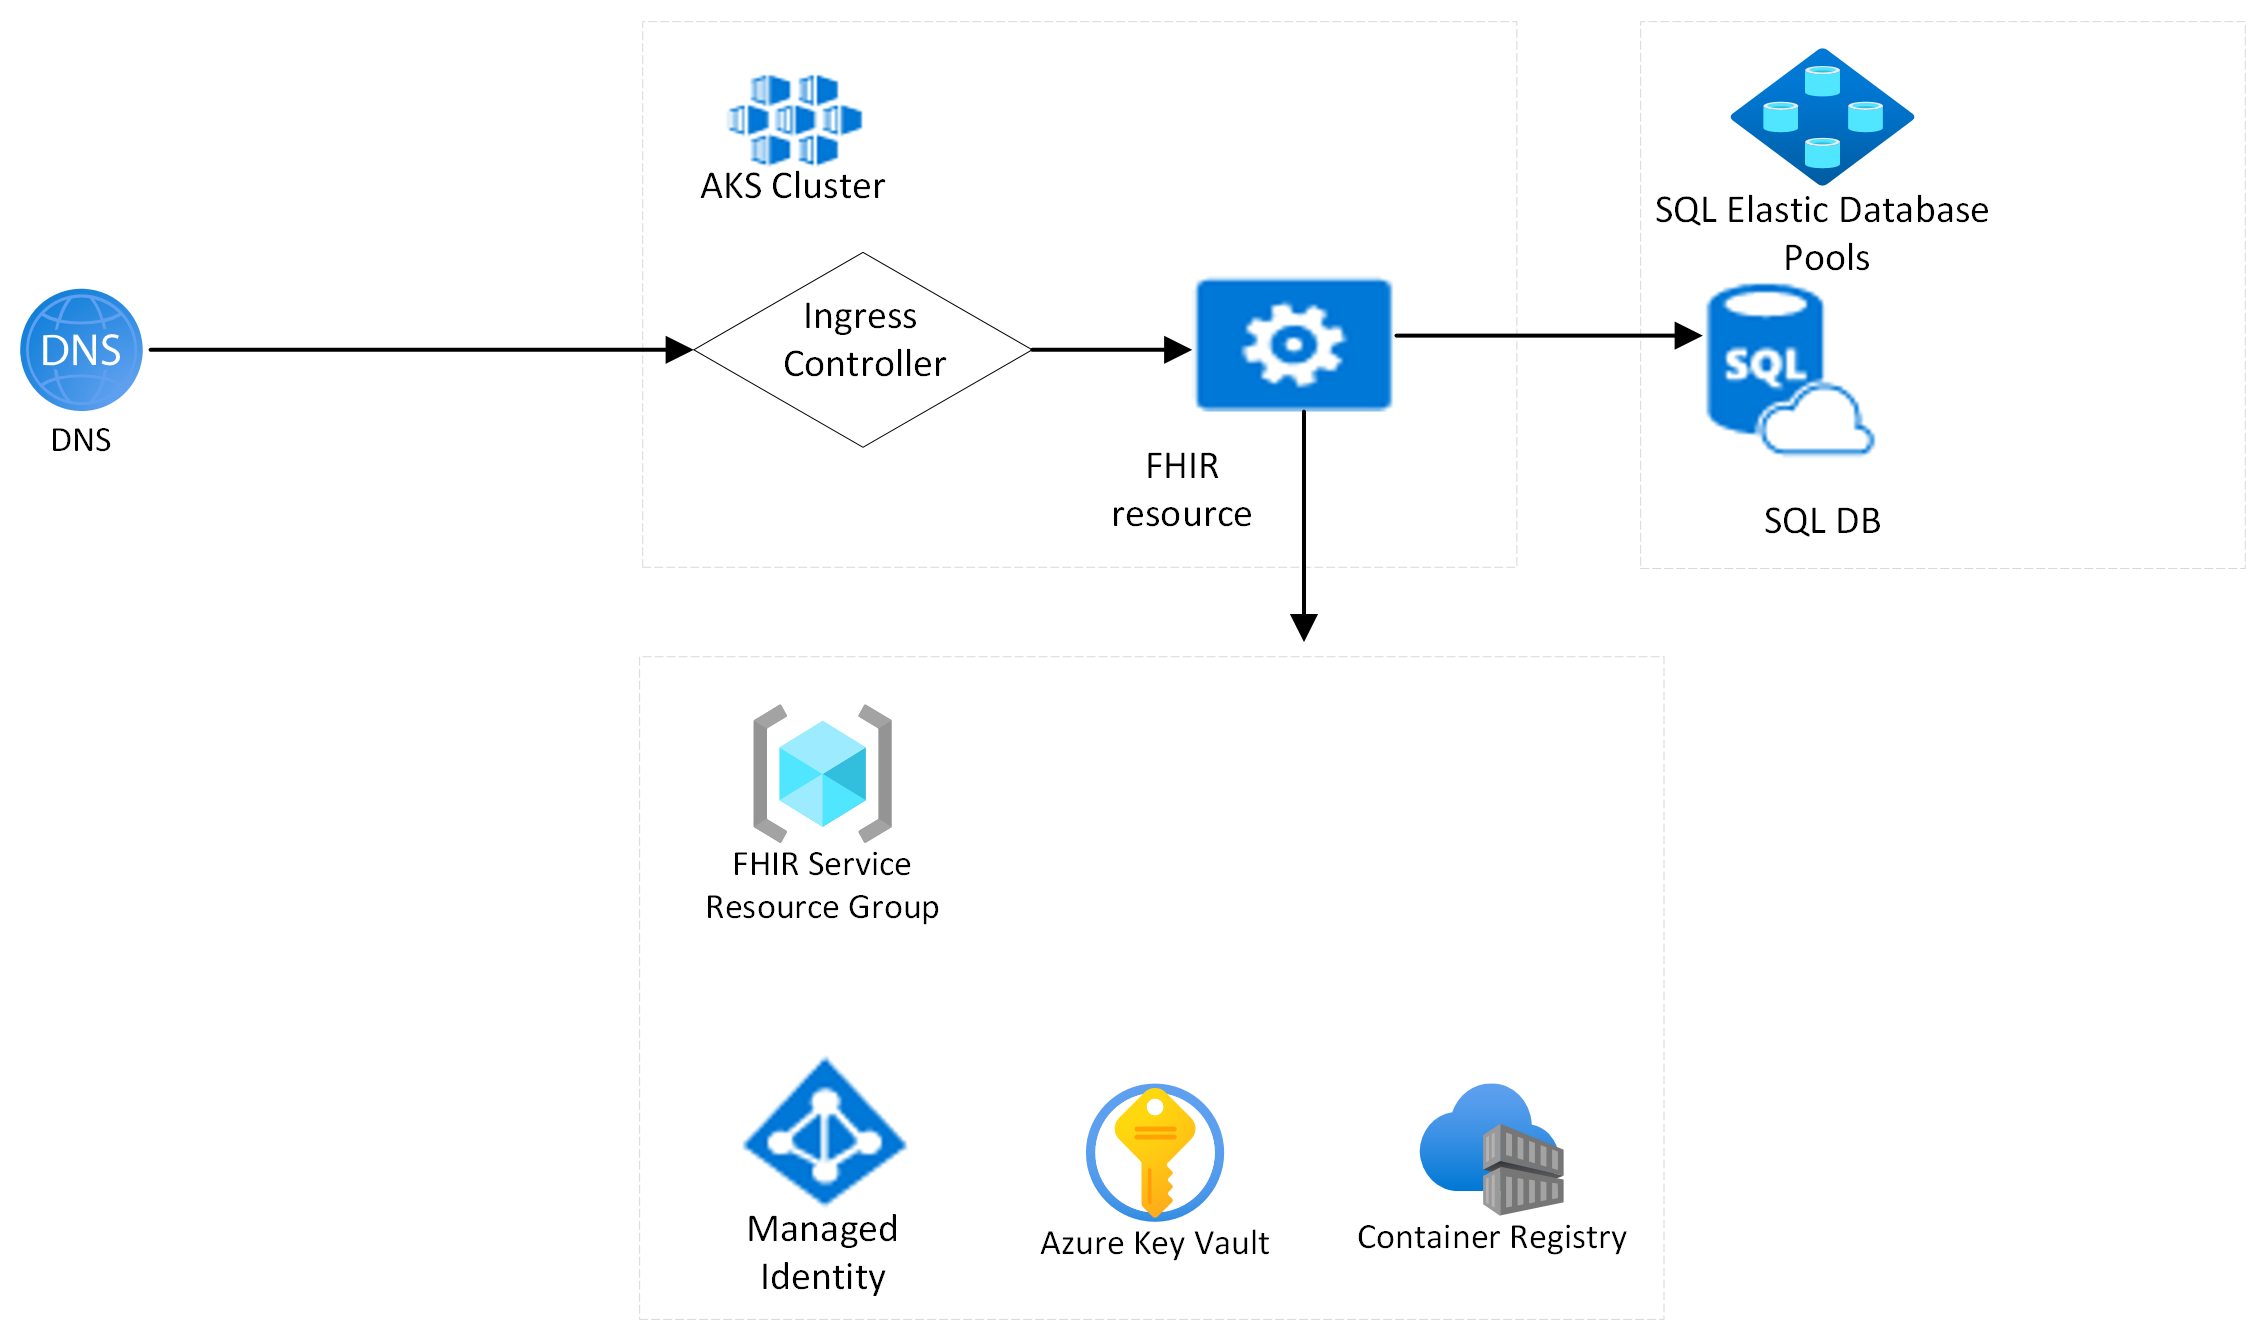 AKS Cluster
SQL Elastic Database
Pools
DNS
DNS
Ingress
Controller
SQL
FHIR
resource
SQL DB
FHIR Service
Resource Group
Managed
Identity
Azure Key Vault
Container Registry